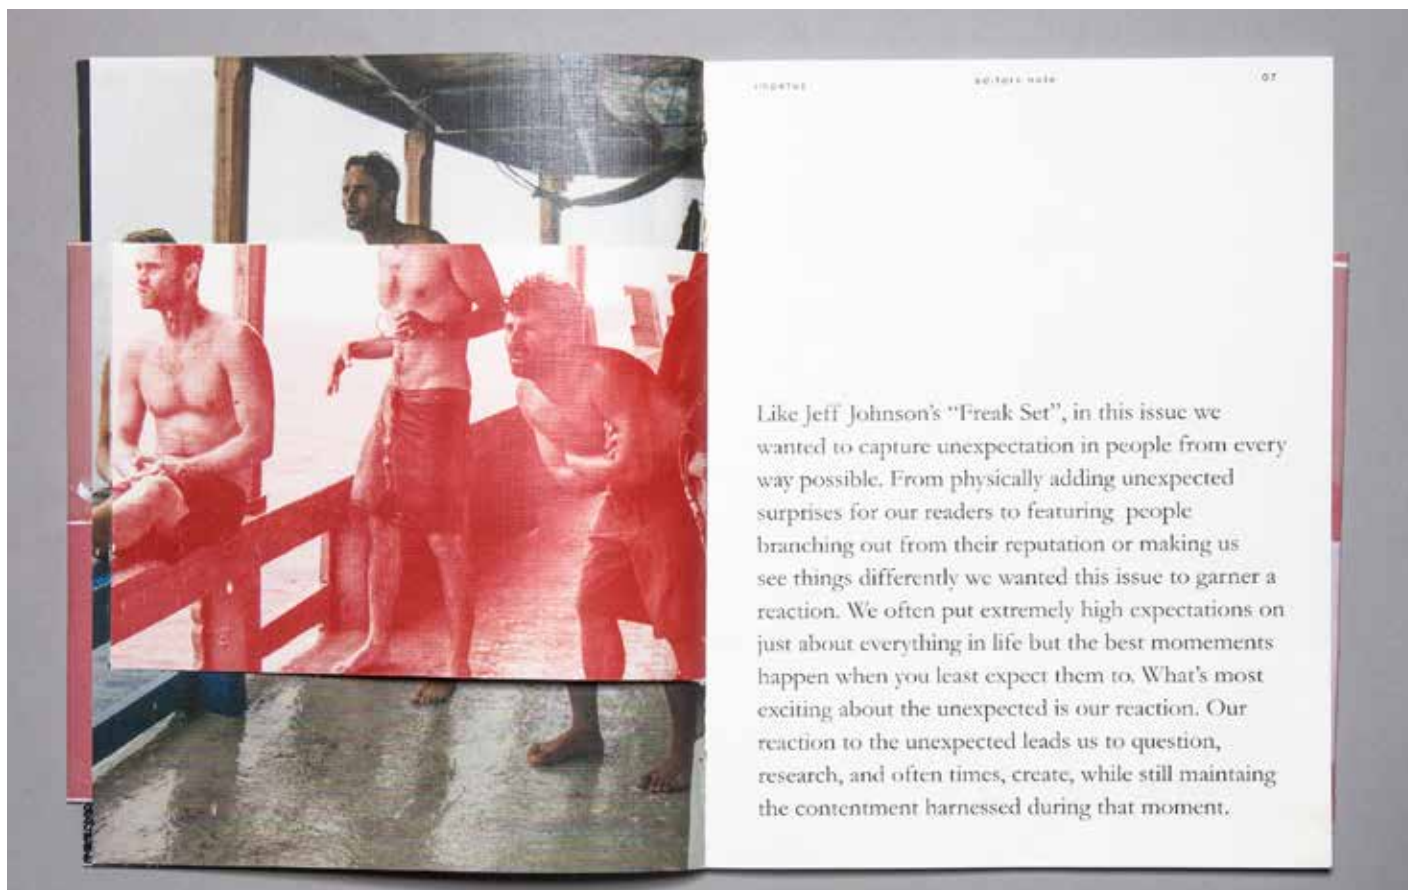 editors note
07
Like Jeff Johnson's “Freak Set”, in this issue we
wanted to capture unexpectation in people from every
way possible. From physically adding unexpected
surprises for our readers to featuring people
branching out from their reputation or making us
see things differently we wanted this issue to garner a
reaction. We often put extremely high expectations on
just about everything in life but the best momements
happen when you least expect them to. What's most
exciting about the unexpected is our reaction. Our
reaction to the unexpected leads us to question,
research, and often times, create, while still maintaing
the contentment harnessed during that moment.